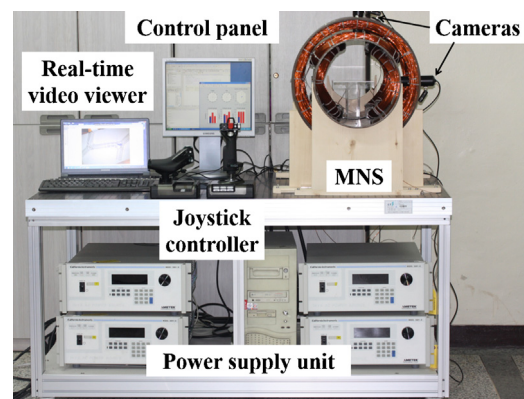 Control panel
Cameras
Real-time
video viewer
MNS
Joystick
controller
Power supply unit